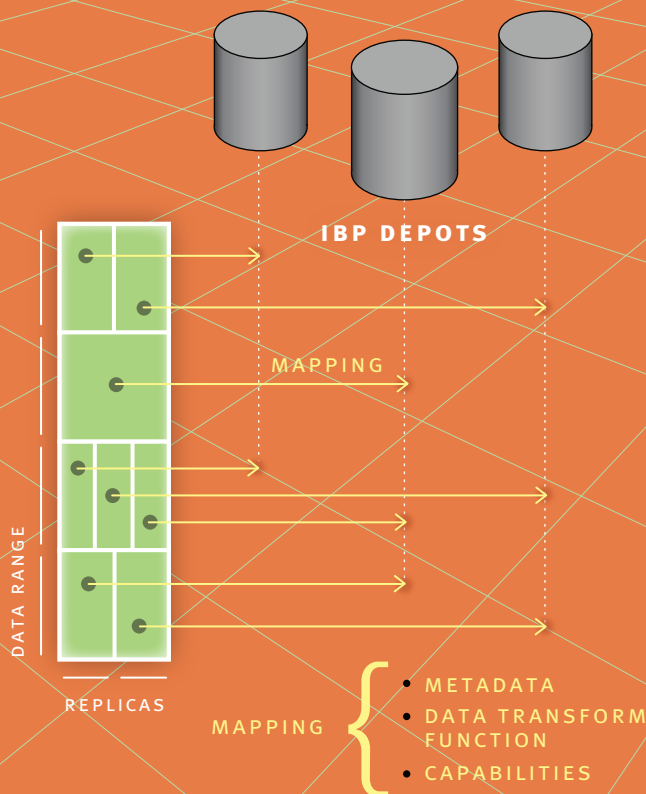 IBP DEPOTS
MAPPING
DATA RANGE
REPLICAS
MAPPING
• METADATA
• DATA TRANSFORM
FUNCTION
• CAPABILITIES